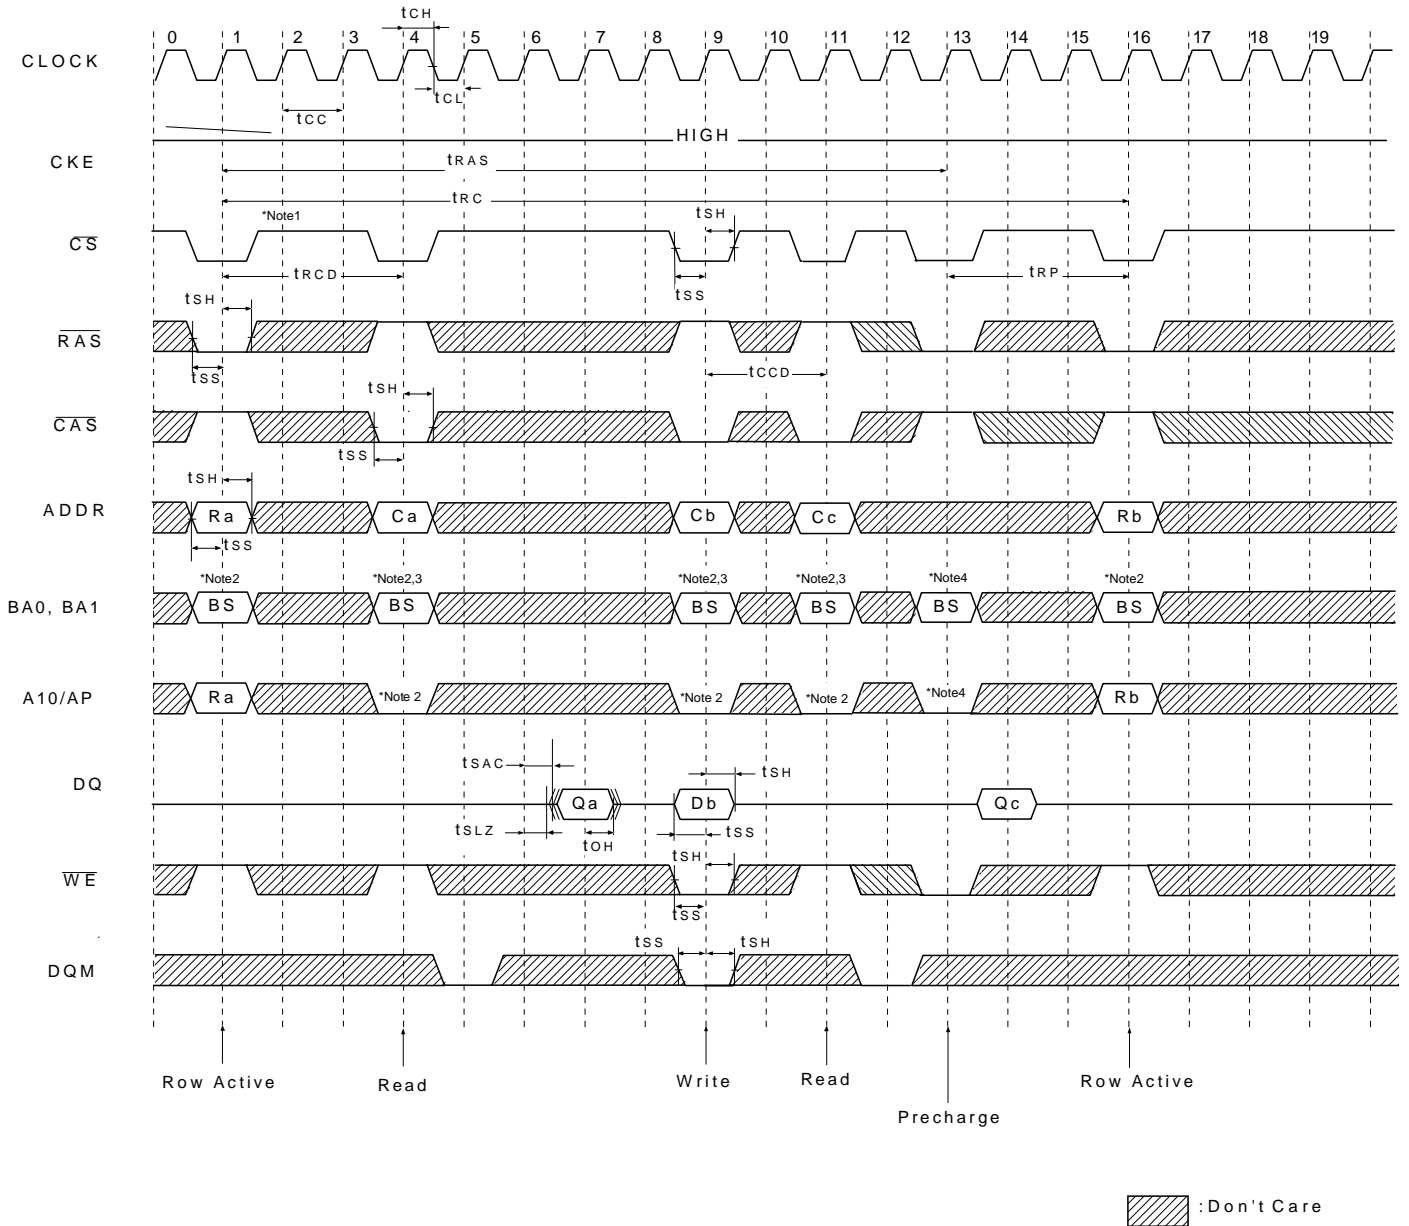 tCH
0 1 2 3 4 5 6 7 8 9 10 11 12 13 14 15 16 17 18 19
CLOCK
tCL
tCC
HIGH
CKE
tRAS
tRC
*Note1
tSH
CS
tRCD
tRP
tSS
tSH
RAS
tSS
tCCD
tSH
CAS
tSS
tSH
ADDR
Ra Ca Cb Cc Rb
tSS
*Note2 *Note2,3 *Note2,3 *Note2,3 *Note4 *Note2
BA0, BA1
BS BS BS BS BS BS
A10/AP
Ra *Note 2 *Note 2 *Note 2 *Note4 Rb
tSAC
tSH
DQ
Qa Db Qc
tSLZ
tOH
tSS
tSH
WE
tSS
tSS tSH
DQM
Row Active Read Write Read Row Active
Precharge
:Don't Care